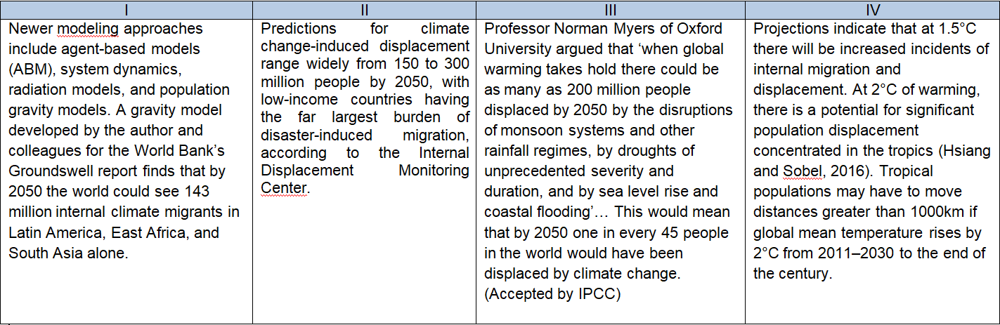 I
II
III
IV
Newer modeling approaches
include agent-based models
(ABM), system dynamics,
radiation models, and population
gravity models. A gravity model
developed by the author and
colleagues for the World Bank’s
Groundswell report finds that by
2050 the world could see 143
million internal climate migrants in
Latin America, East Africa, and
South Asia alone.
Predictions for climate
change-induced displacement
range widely from 150 to 300
million people by 2050, with
low-income countries having
the far largest burden of
disaster-induced migration,
according to the Internal
Displacement Monitoring
Center.
Professor Norman Myers of Oxford
University argued that ‘when global
warming takes hold there could be
as many as 200 million people
displaced by 2050 by the disruptions
of monsoon systems and other
rainfall regimes, by droughts of
unprecedented severity and
duration, and by sea level rise and
coastal flooding’… This would mean
that by 2050 one in every 45 people
in the world would have been
displaced by climate change.
(Accepted by IPCC)
Projections indicate that at 1.5°C
there will be increased incidents of
internal migration and
displacement. At 2°C of warming,
there is a potential for significant
population displacement
concentrated in the tropics (Hsiang
and Sobel, 2016). Tropical
populations may have to move
distances greater than 1000km if
global mean temperature rises by
2°C from 2011–2030 to the end of
the century.